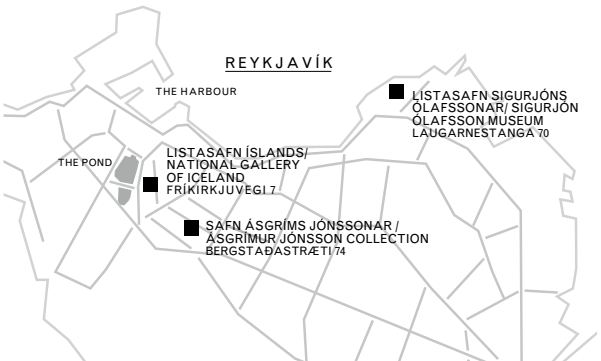 REYKJAVÍK
THE HARBOUR
LISTASAFN SIGURJÓNS
ÓLAFSSONAR/ SIGURJÓN
ÓLAFSSON MUSEUM
LAUGARNESTANGA 70
THE POND
LISTASAFN ÍSLANDS/
NATIONAL GALLERY
OF ICELAND
FRÍKIRKJUVEGI 7
SAFN ÁSGRÍMS JÓNSSONAR /
ÁSGRÍMUR JÓNSSON COLLECTION
BERGSTAÐASTRÆTI 74